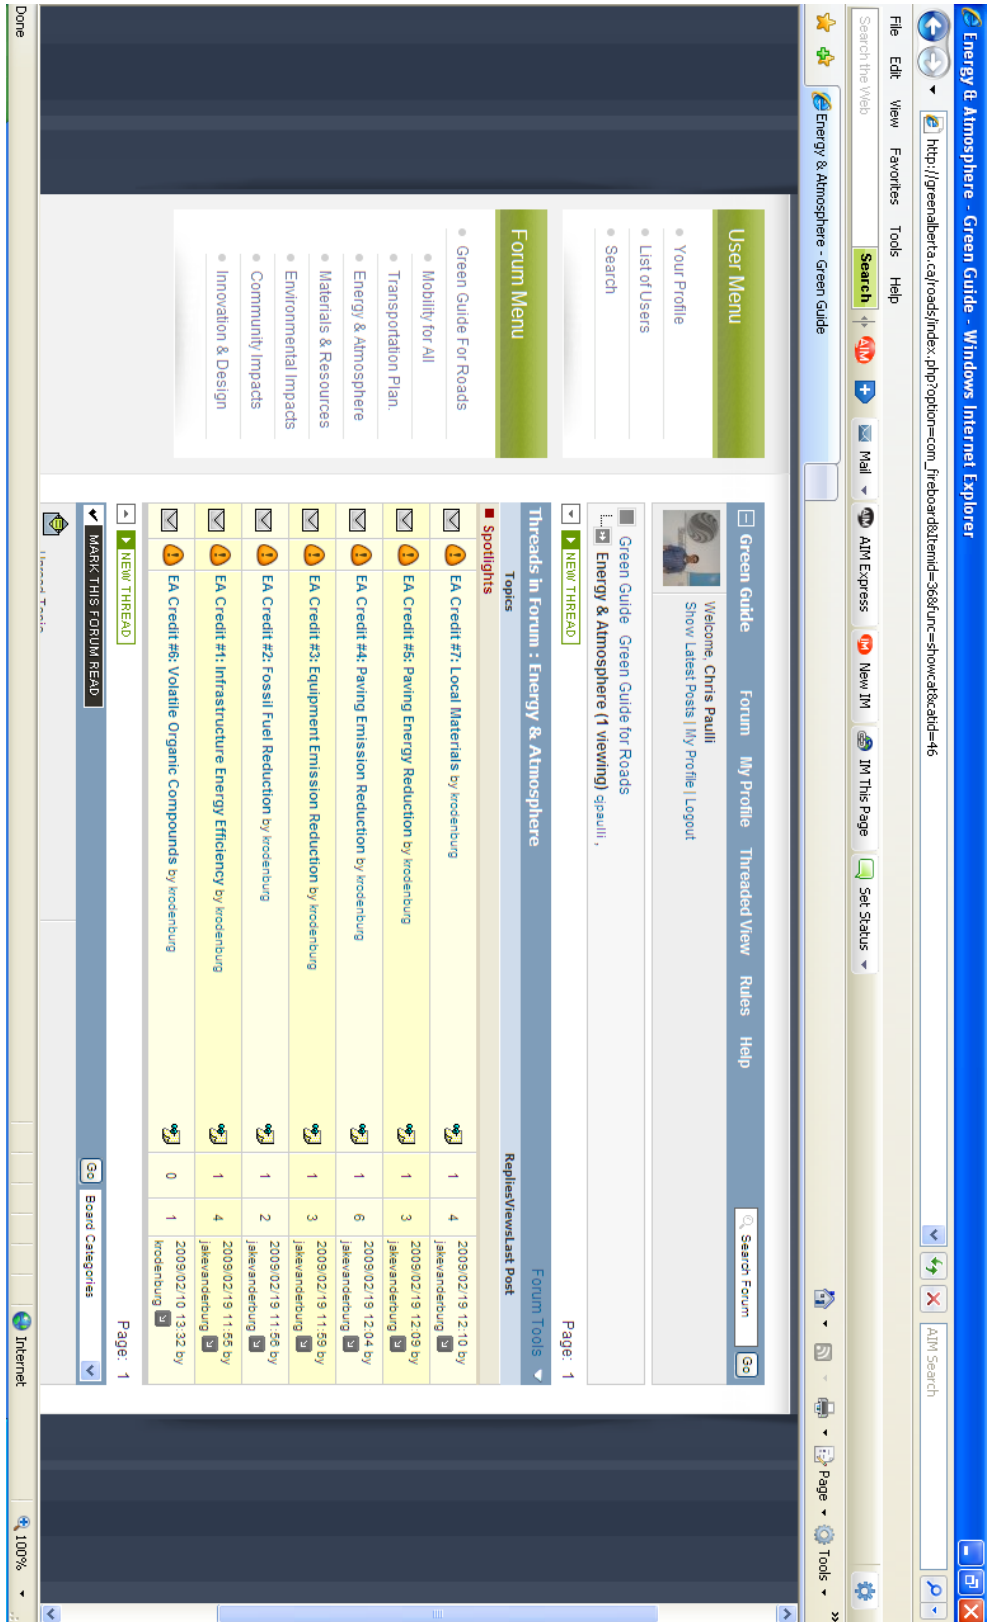 Energy & Atmosphere - Green Guide - Windows Internet Explorer
http://greenalberta.ca/roads/index.php?option=com_fireboard&Itemid=36&func=showcat&catid=46
AIM Search
File Edit View Favorites Tools Help
Search the Web Search AIM Mail AIM AIM Express IM New IM IM This Page Set Status
Energy & Atmosphere - Green Guide
Page Tools
User Menu
Your Profile
List of Users
Search
Forum Menu
Green Guide For Roads
Mobility for All
Transportation Plan.
Energy & Atmosphere
Materials & Resources
Environmental Impacts
Community Impacts
Innovation & Design
Green Guide Forum My Profile Threaded View Rules Help
Search Forum Go
Welcome, Chris Paulli
Show Latest Posts | My Profile | Logout
Green Guide Green Guide for Roads
Energy & Atmosphere (1 viewing) cjpaulli ,
NEW THREAD Page: 1
Threads in Forum : Energy & Atmosphere Forum Tools
Topics Replies Views Last Post
Spotlights
EA Credit #7: Local Materials by krodenburg 1 4 2009/02/19 12:10 by
jakevanderburg
EA Credit #5: Paving Energy Reduction by krodenburg 1 3 2009/02/19 12:09 by
jakevanderburg
EA Credit #4: Paving Emission Reduction by krodenburg 1 6 2009/02/19 12:04 by
jakevanderburg
EA Credit #3: Equipment Emission Reduction by krodenburg 1 3 2009/02/19 11:59 by
jakevanderburg
EA Credit #2: Fossil Fuel Reduction by krodenburg 1 2 2009/02/19 11:56 by
jakevanderburg
EA Credit #1: Infrastructure Energy Efficiency by krodenburg 1 4 2009/02/19 11:55 by
jakevanderburg
EA Credit #6: Volatile Organic Compounds by krodenburg 0 1 2009/02/10 13:32 by
krodenburg
NEW THREAD Page: 1
MARK THIS FORUM READ Go Board Categories
Done Internet 100%